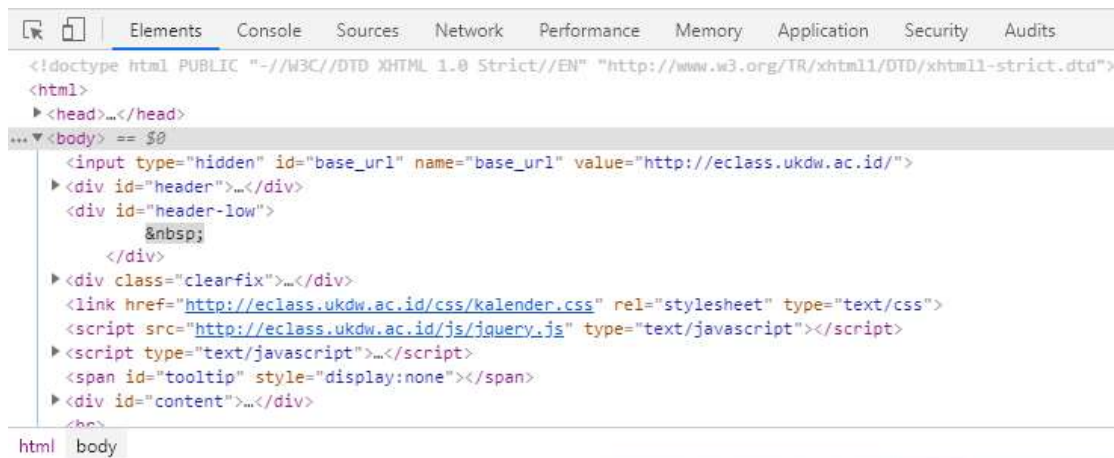 Elements Console Sources Network Performance Memory Application Security Audits
<!doctype html PUBLIC "-//W3C//DTD XHTML 1.0 Strict//EN" "http://www.w3.org/TR/xhtml1/DTD/xhtml1-strict.dtd">
<html>
▶<head>…</head>
...▼<body> == $0
<input type="hidden" id="base_url" name="base_url" value="http://eclass.ukdw.ac.id/">
▶<div id="header">…</div>
<div id="header-low">
&nbsp;
</div>
▶<div class="clearfix">…</div>
<link href="http://eclass.ukdw.ac.id/css/kalender.css" rel="stylesheet" type="text/css">
<script src="http://eclass.ukdw.ac.id/js/jquery.js" type="text/javascript"></script>
▶<script type="text/javascript">…</script>
<span id="tooltip" style="display:none"></span>
▶<div id="content">…</div>
<br>
html body